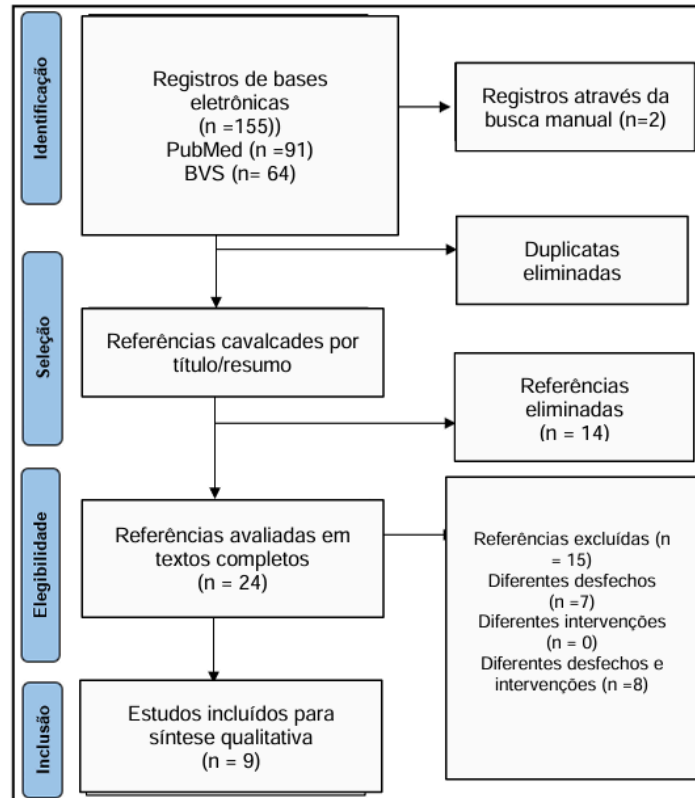 Identificação
Registros de bases
eletrônicas
(n =155))
PubMed (n =91)
BVS (n= 64)
Registros através da
busca manual (n=2)
Duplicatas
eliminadas
Seleção
Referências cavalcades por
título/resumo
Referências
eliminadas
(n = 14)
Elegibilidade
Referências avaliadas em
textos completos
(n = 24)
Referências excluídas (n
= 15)
Diferentes desfechos
(n =7)
Diferentes intervenções
(n = 0)
Diferentes desfechos e
intervenções (n =8)
Inclusão
Estudos incluídos para
síntese qualitativa
(n = 9)